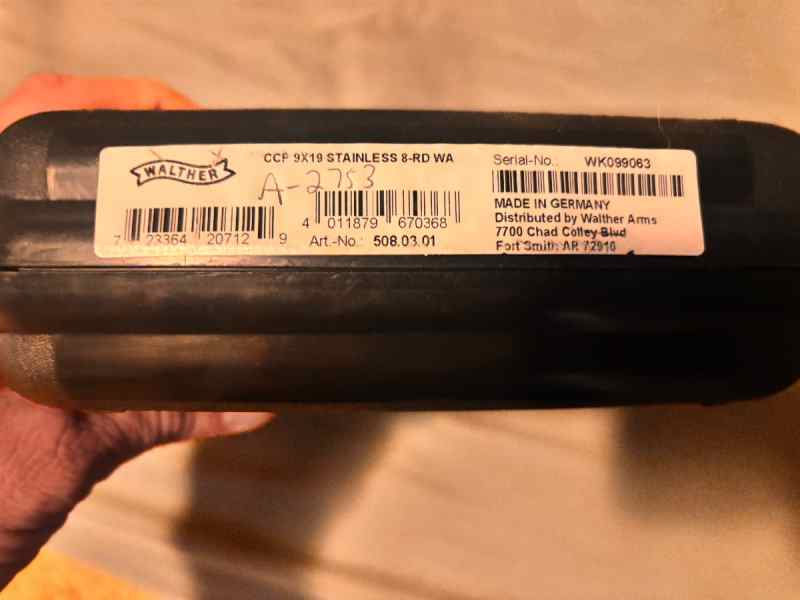 WALTHER
CCP 9X19 STAINLESS 8-RD WA
A-2753
7 23364 20712 9
4 011879 670368
Art.-No.: 508.03.01
Serial-No.: WK099063
MADE IN GERMANY
Distributed by Walther Arms
7700 Chad Colley Blvd
Fort Smith, AR 72916